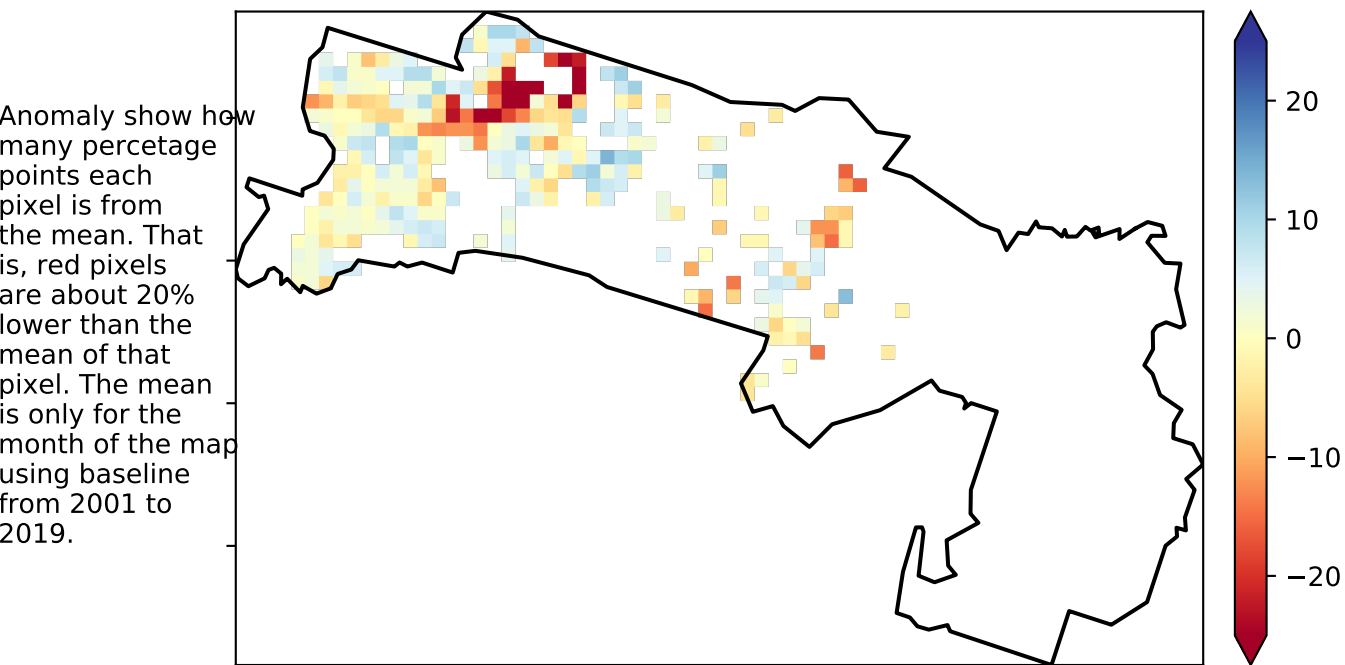 Anomaly show how
many percetage
points each
pixel is from
the mean. That
is, red pixels
are about 20%
lower than the
mean of that
pixel. The mean
is only for the
month of the map
using baseline
from 2001 to
2019.
20
10
0
−10
−20